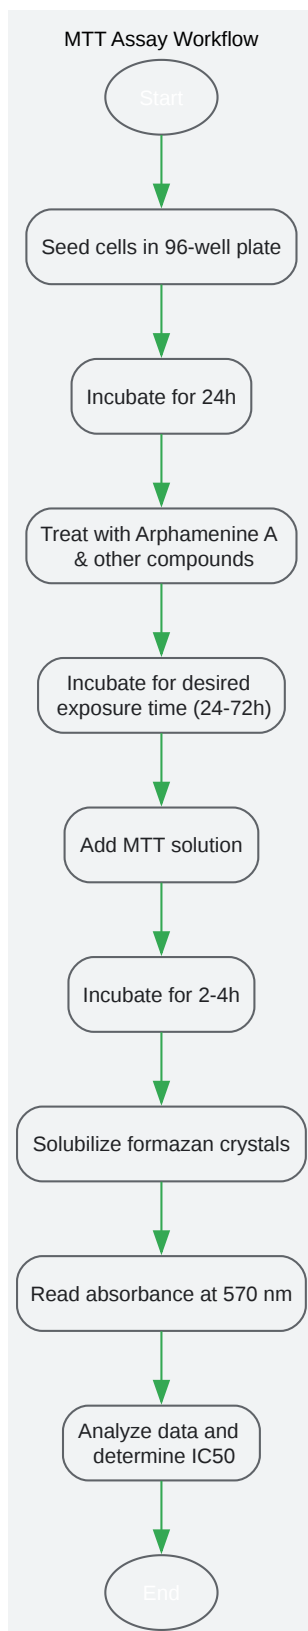 MTT Assay Workflow
Start
Seed cells in 96-well plate
Incubate for 24h
Treat with Arphamenine A
& other compounds
Incubate for desired
exposure time (24-72h)
Add MTT solution
Incubate for 2-4h
Solubilize formazan crystals
Read absorbance at 570 nm
Analyze data and
determine IC50
End